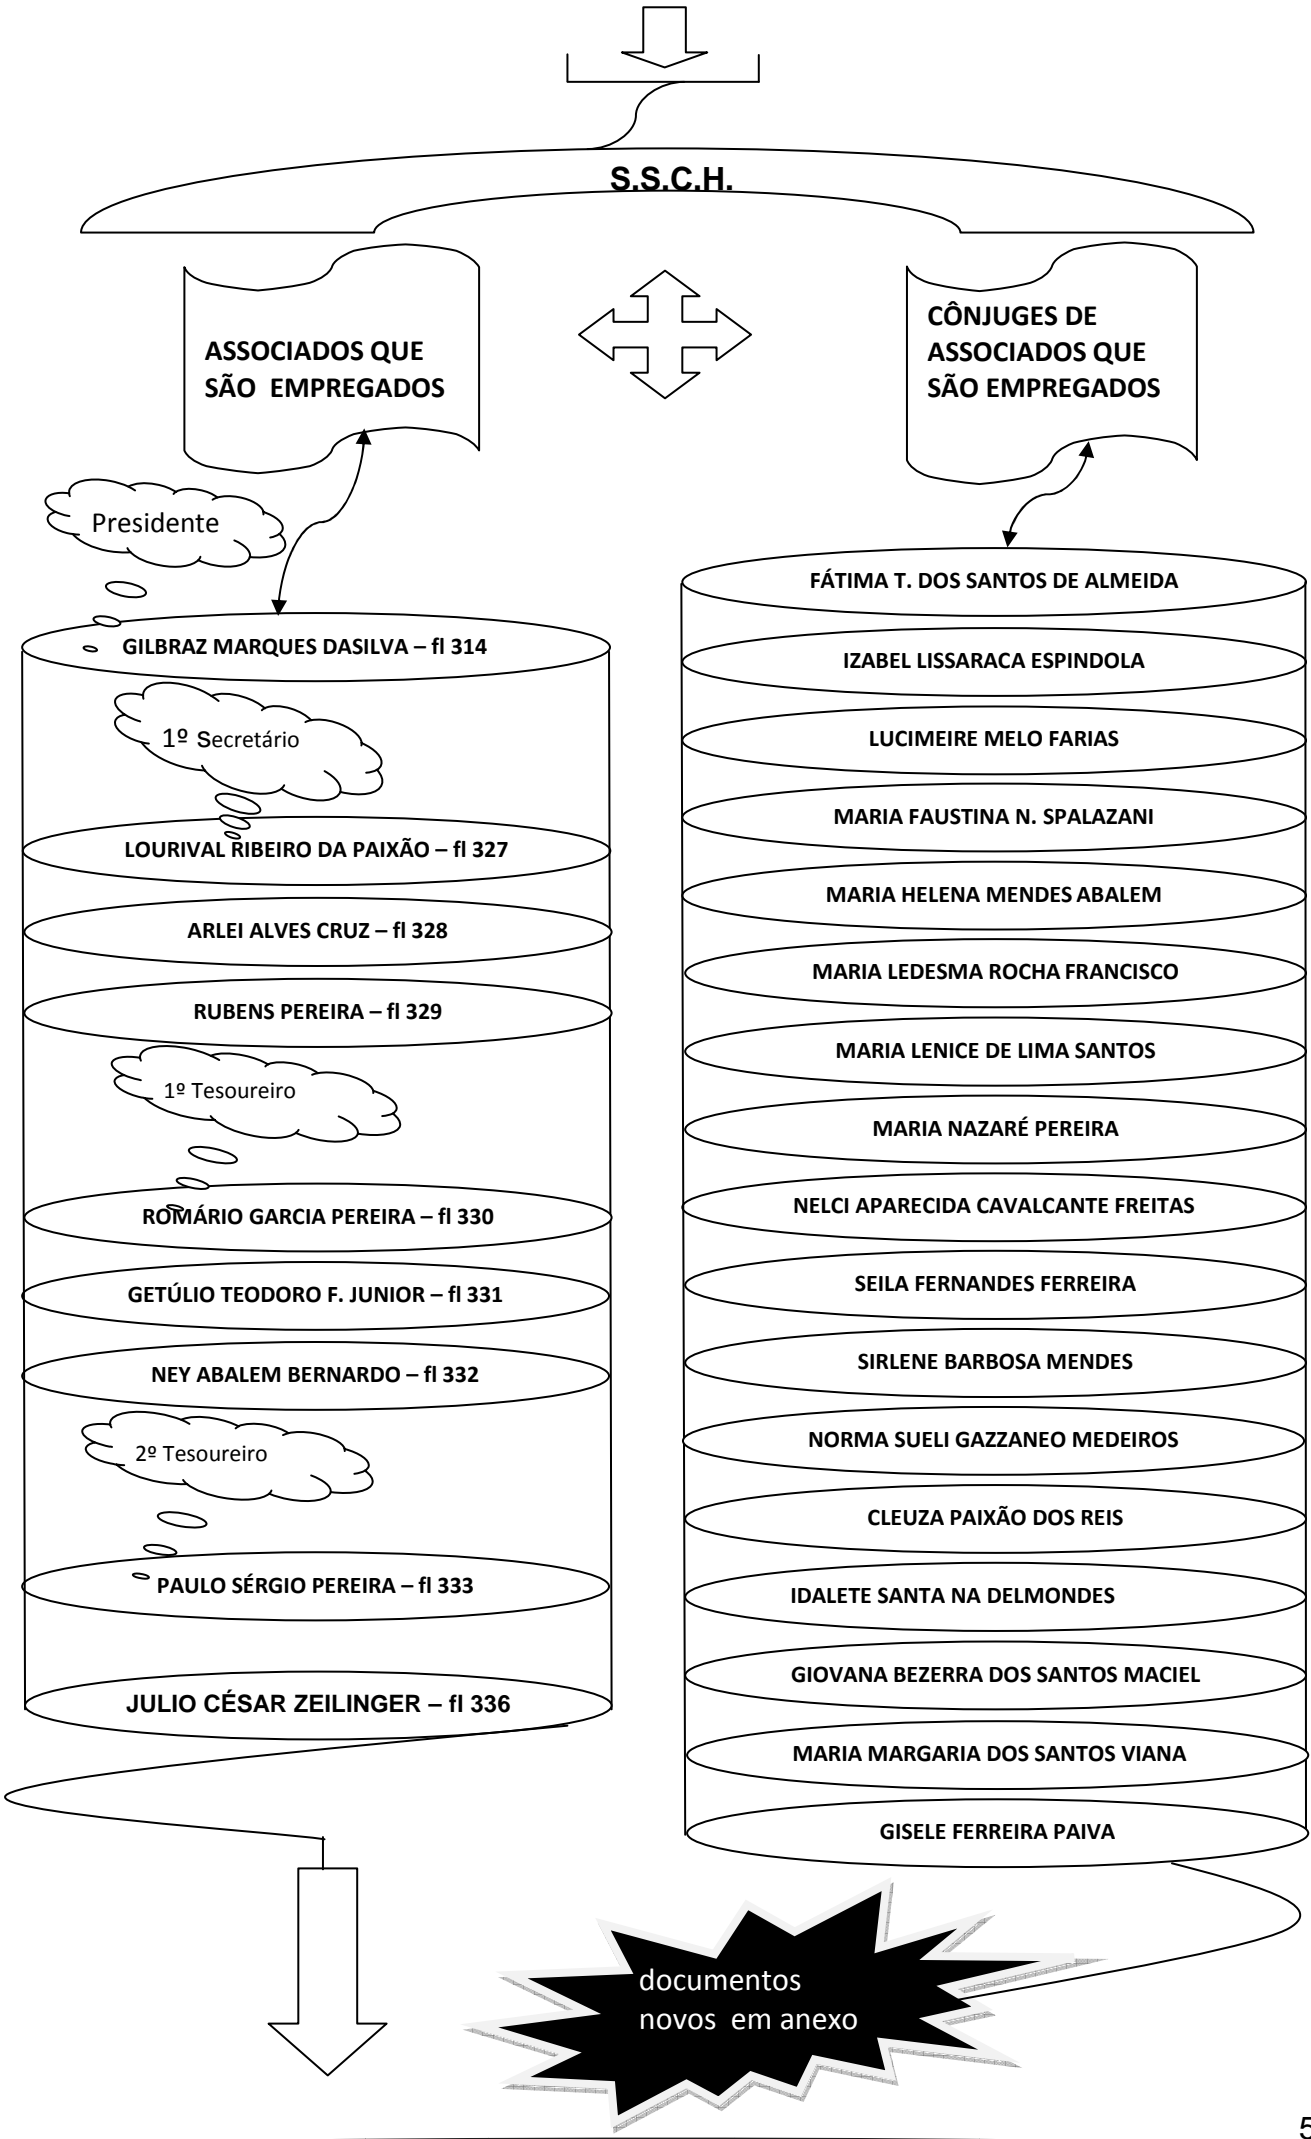 S.S.C.H.
ASSOCIADOS QUE
SÃO EMPREGADOS
Presidente
GILBRAZ MARQUES DASILVA – fl 314
1º Secretário
LOURIVAL RIBEIRO DA PAIXÃO – fl 327
ARLEI ALVES CRUZ – fl 328
RUBENS PEREIRA – fl 329
1º Tesoureiro
ROMÁRIO GARCIA PEREIRA – fl 330
GETÚLIO TEODORO F. JUNIOR – fl 331
NEY ABALEM BERNARDO – fl 332
2º Tesoureiro
PAULO SÉRGIO PEREIRA – fl 333
JULIO CÉSAR ZEILINGER – fl 336
CÔNJUGES DE
ASSOCIADOS QUE
SÃO EMPREGADOS
FÁTIMA T. DOS SANTOS DE ALMEIDA
IZABEL LISSARACA ESPINDOLA
LUCIMEIRE MELO FARIAS
MARIA FAUSTINA N. SPALAZANI
MARIA HELENA MENDES ABALEM
MARIA LEDESMA ROCHA FRANCISCO
MARIA LENICE DE LIMA SANTOS
MARIA NAZARÉ PEREIRA
NELCI APARECIDA CAVALCANTE FREITAS
SEILA FERNANDES FERREIRA
SIRLENE BARBOSA MENDES
NORMA SUELI GAZZANEO MEDEIROS
CLEUZA PAIXÃO DOS REIS
IDALETE SANTA NA DELMONDES
GIOVANA BEZERRA DOS SANTOS MACIEL
MARIA MARGARIA DOS SANTOS VIANA
GISELE FERREIRA PAIVA
documentos
novos em anexo
5